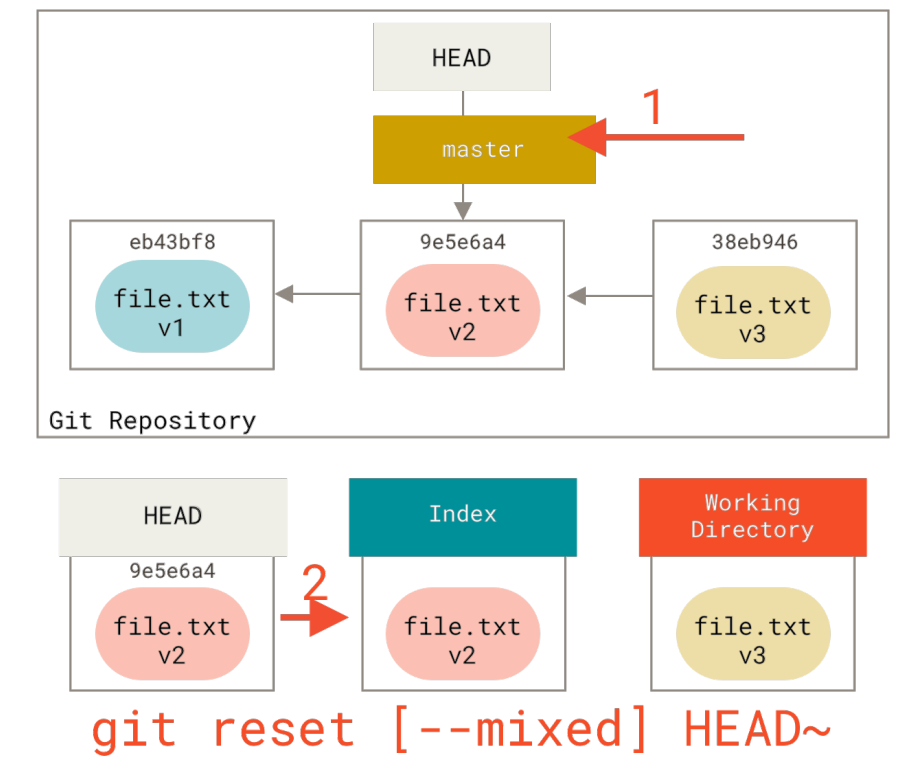 HEAD
1
master
eb43bf8
9e5e6a4
38eb946
file.txt
v1
file.txt
v2
file.txt
v3
Git Repository
HEAD
Index
Working
Directory
9e5e6a4
2
file.txt
v2
file.txt
v2
file.txt
v3
git reset [--mixed] HEAD~